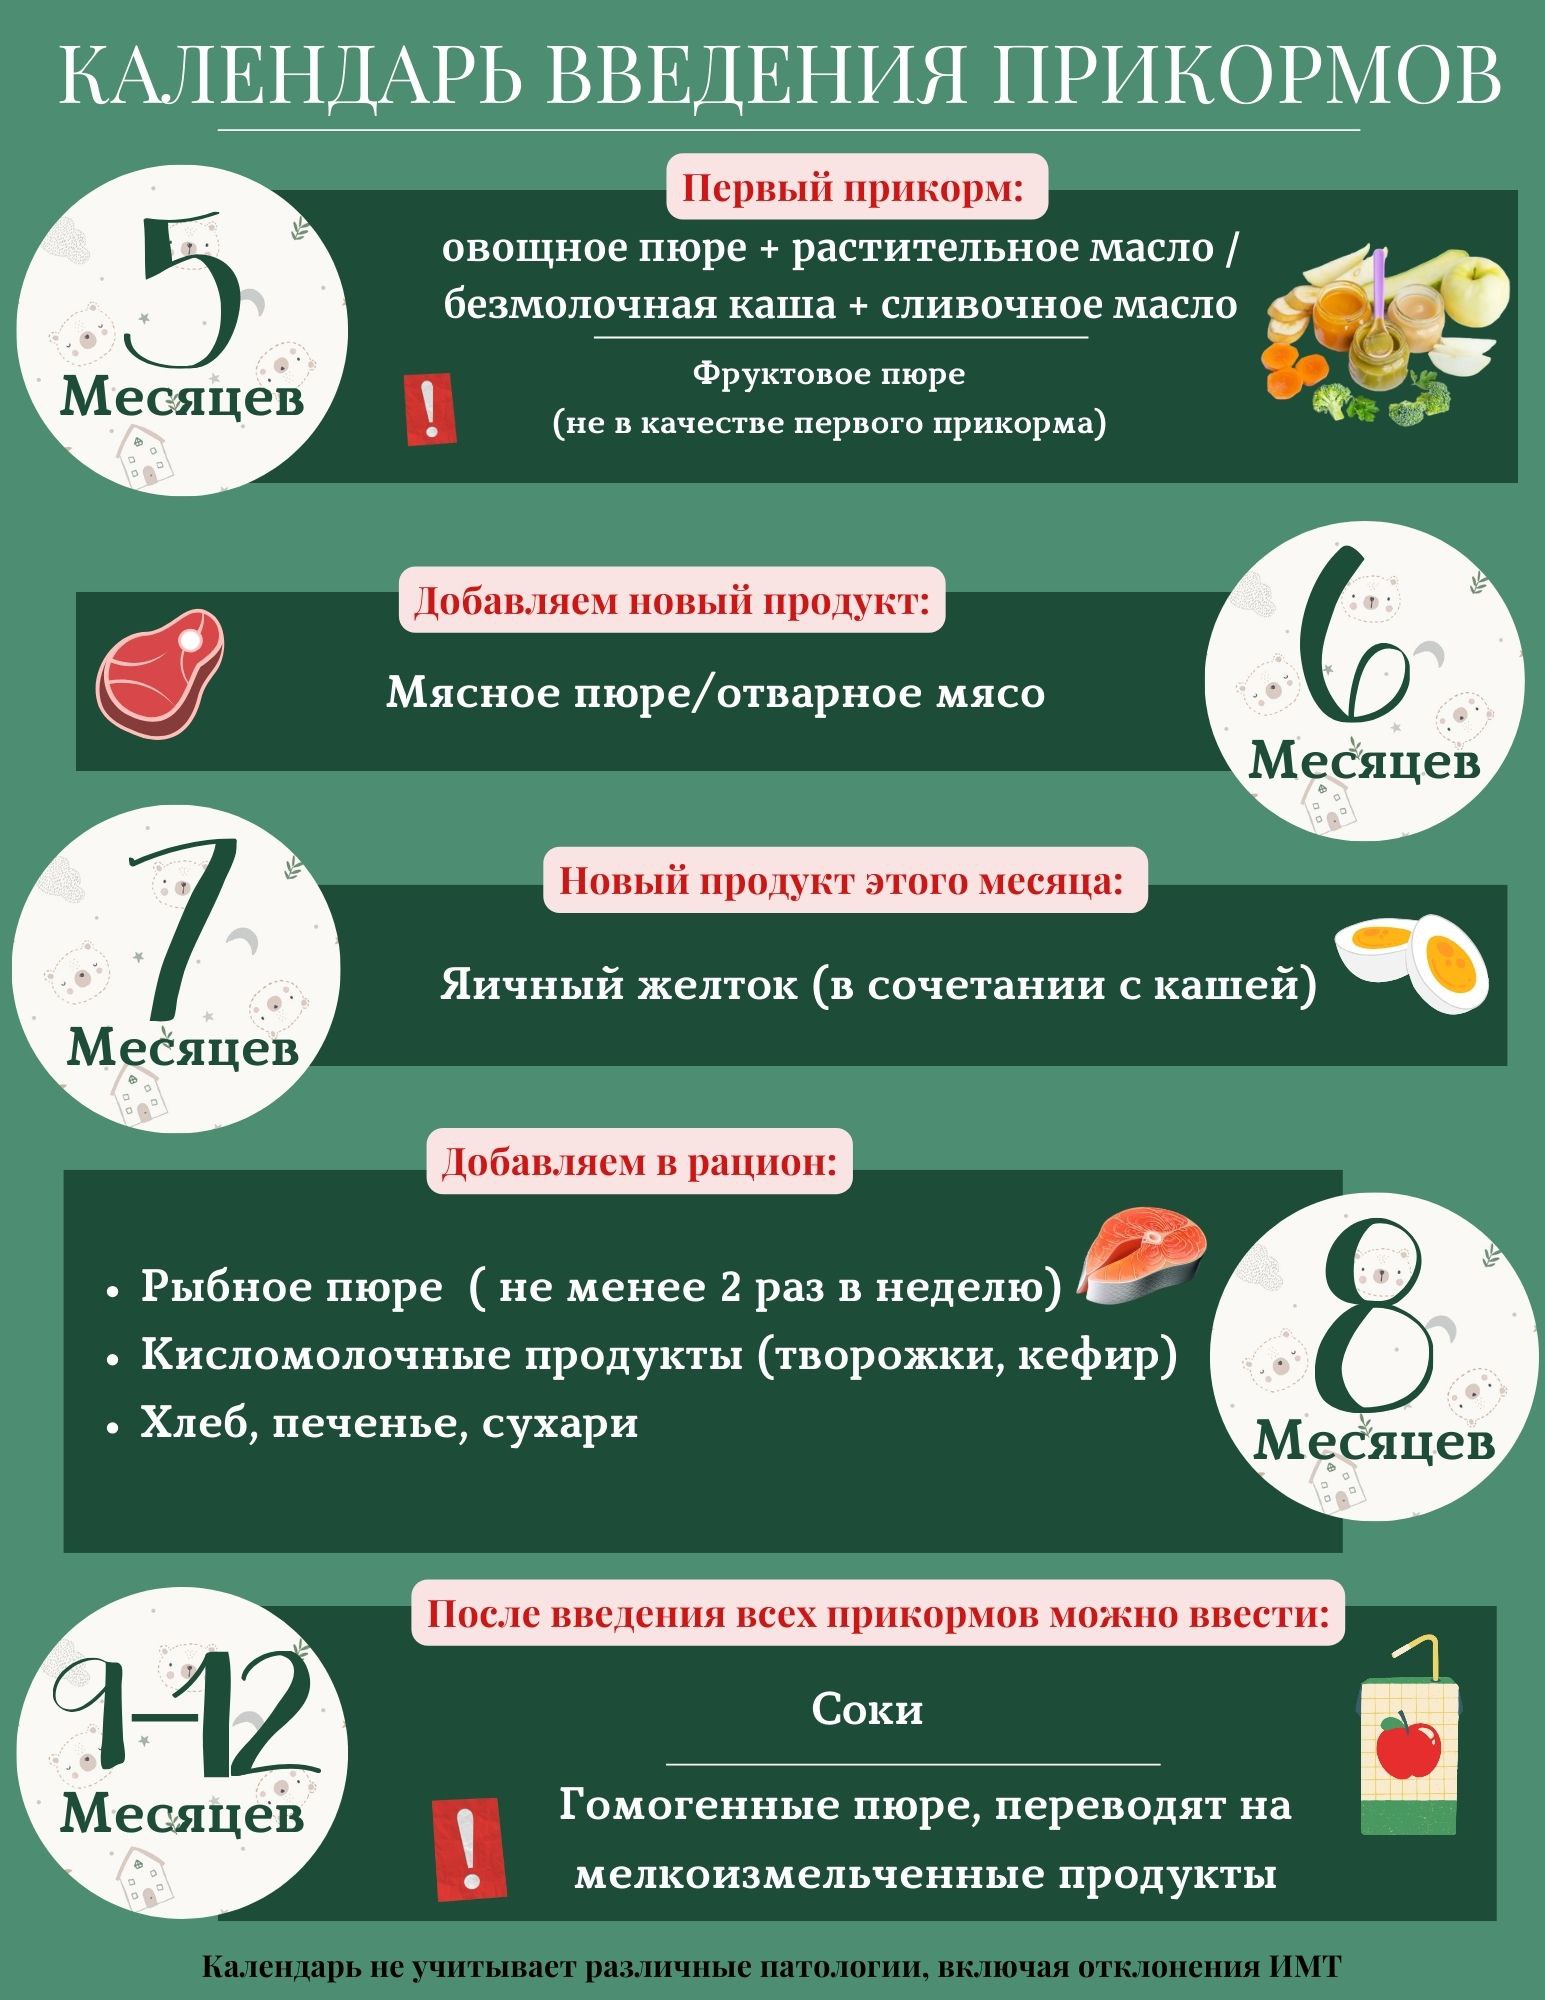 КАЛЕНДАРЬ ВВЕДЕНИЯ ПРИКОРМОВ
5
Месяцев
Первый прикорм:
овощное пюре + растительное масло /
безмолочная каша + сливочное масло
Фруктовое пюре
(не в качестве первого прикорма)
6
Месяцев
Добавляем новый продукт:
Мясное пюре/отварное мясо
7
Месяцев
Новый продукт этого месяца:
Яичный желток (в сочетании с кашей)
8
Месяцев
Добавляем в рацион:
• Рыбное пюре ( не менее 2 раз в неделю)
• Кисломолочные продукты (творожки, кефир)
• Хлеб, печенье, сухари
9-12
Месяцев
После введения всех прикормов можно ввести:
Соки
Гомогенные пюре, переводят на
мелкоизмельченные продукты
Календарь не учитывает различные патологии, включая отклонения ИМТ